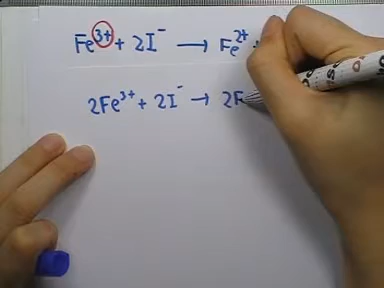 Fe³⁺ + 2I⁻ → Fe²⁺ +
2Fe³⁺ + 2I⁻ → 2F